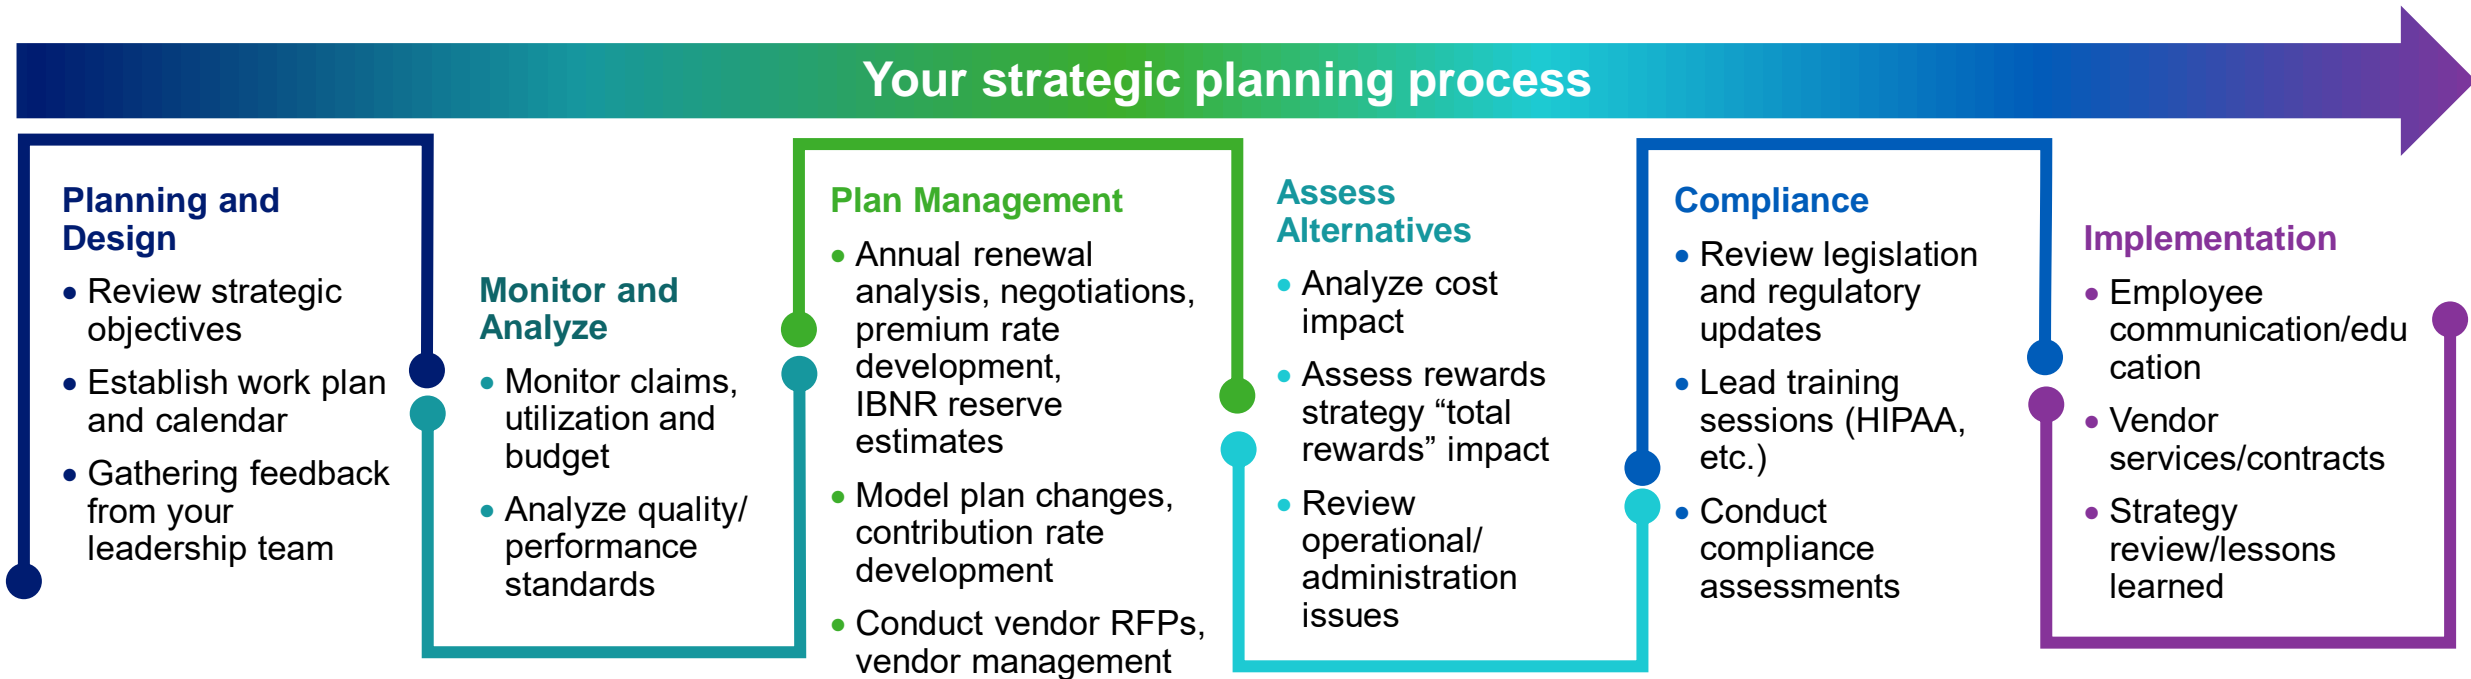 Your strategic planning process
Planning and
Design
• Review strategic
objectives
• Establish work plan
and calendar
• Gathering feedback
from your
leadership team
Monitor and
Analyze
• Monitor claims,
utilization and
budget
• Analyze quality/
performance
standards
Plan Management
• Annual renewal
analysis, negotiations,
premium rate
development,
IBNR reserve
estimates
• Model plan changes,
contribution rate
development
• Conduct vendor RFPs,
vendor management
Assess
Alternatives
• Analyze cost
impact
• Assess rewards
strategy “total
rewards” impact
• Review
operational/
administration
issues
Compliance
• Review legislation
and regulatory
updates
• Lead training
sessions (HIPAA,
etc.)
• Conduct
compliance
assessments
Implementation
• Employee
communication/edu
cation
• Vendor
services/contracts
• Strategy
review/lessons
learned